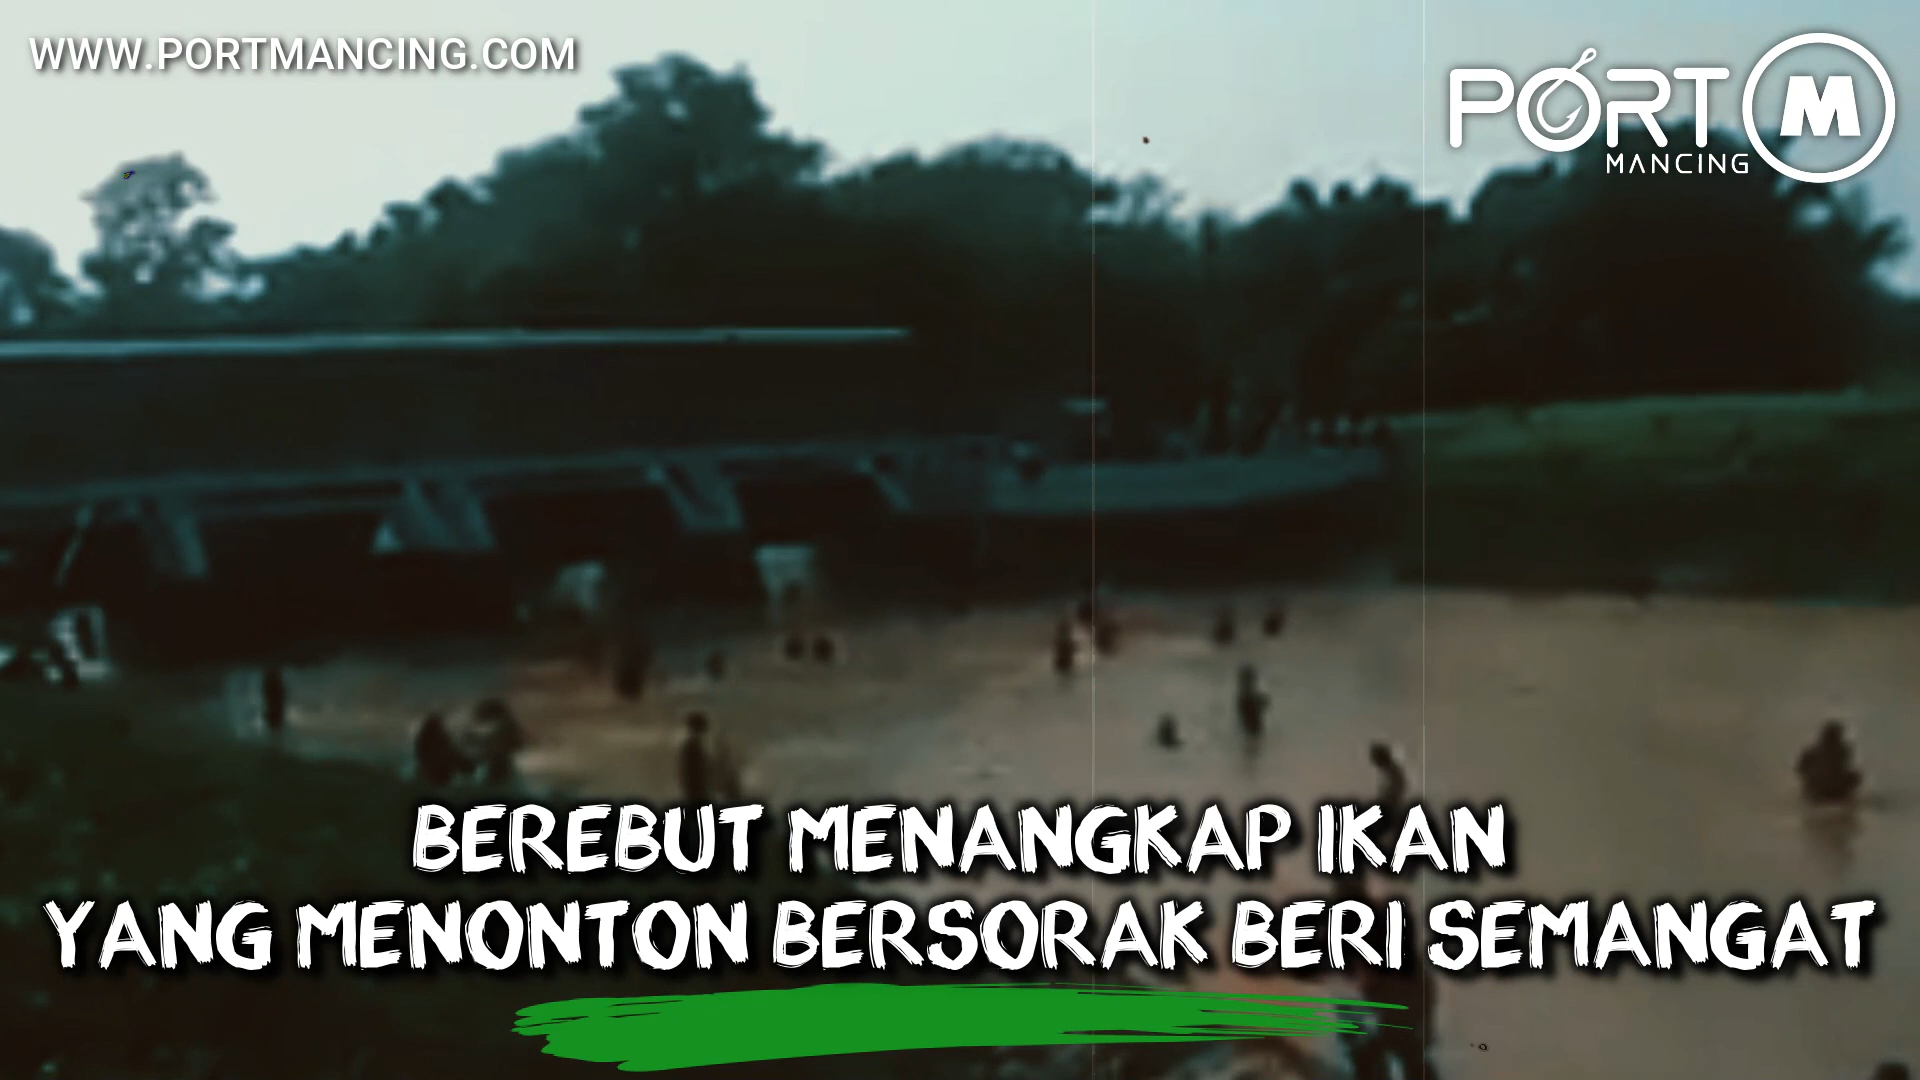 WWW.PORTMANCING.COM
PORT M
MANCING
BEREBUT MENANGKAP IKAN
YANG MENONTON BERSORAK BERI SEMANGAT